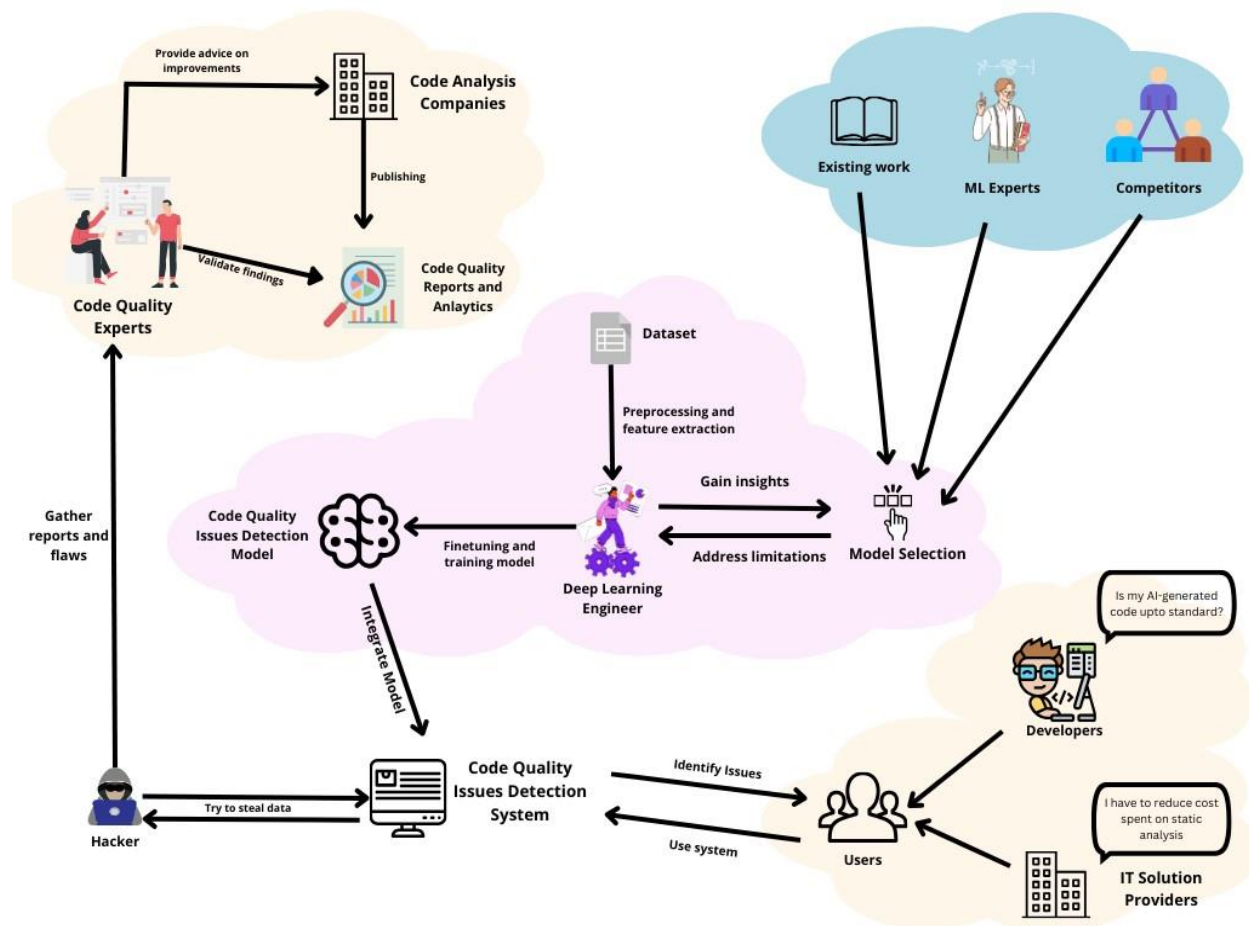 Provide advice on
improvements
Code Analysis
Companies
Publishing
Validate findings
Code Quality
Reports and
Anlaytics
Code Quality
Experts
Existing work
ML Experts
Competitors
Dataset
Preprocessing and
feature extraction
Gain insights
Address limitations
Model Selection
Deep Learning
Engineer
Finetuning and
training model
Code Quality
Issues Detection
Model
Integrate Model
Gather
reports and
flaws
Hacker
Try to steal data
Code Quality
Issues Detection
System
Identify Issues
Use system
Users
Is my AI-generated
code upto standard?
Developers
I have to reduce cost
spent on static
analysis
IT Solution
Providers